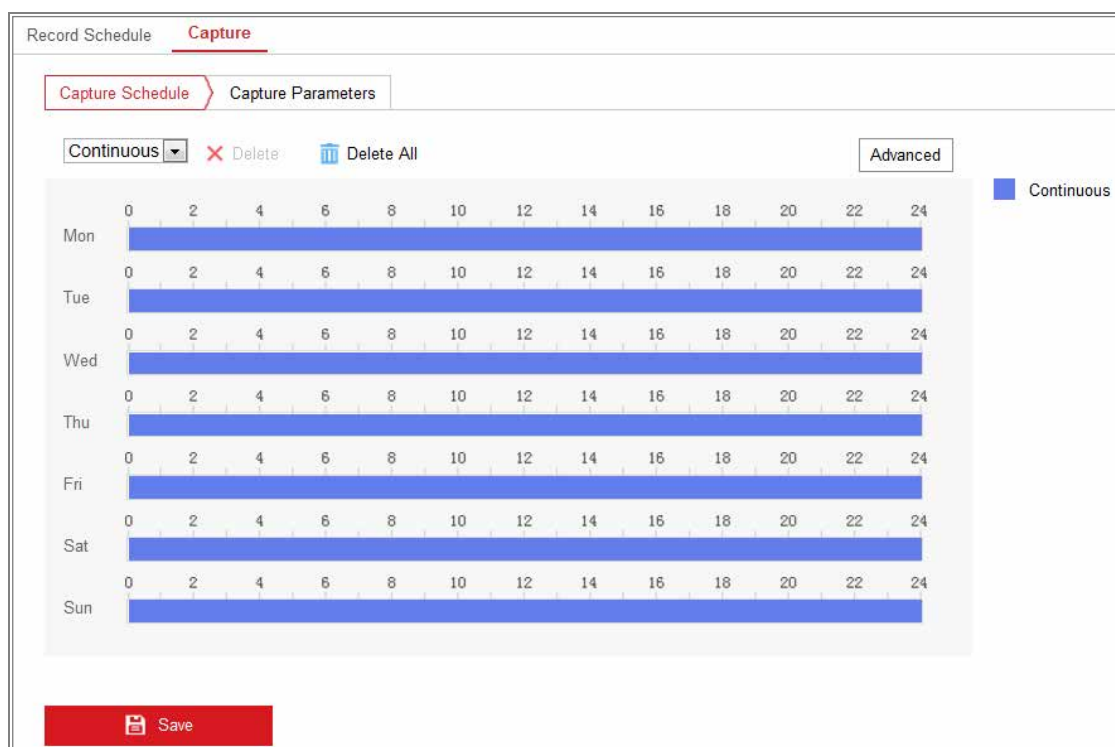 Record Schedule Capture
Capture Schedule Capture Parameters
Continuous Delete Delete All Advanced
Continuous
0 2 4 6 8 10 12 14 16 18 20 22 24
Mon
0 2 4 6 8 10 12 14 16 18 20 22 24
Tue
0 2 4 6 8 10 12 14 16 18 20 22 24
Wed
0 2 4 6 8 10 12 14 16 18 20 22 24
Thu
0 2 4 6 8 10 12 14 16 18 20 22 24
Fri
0 2 4 6 8 10 12 14 16 18 20 22 24
Sat
0 2 4 6 8 10 12 14 16 18 20 22 24
Sun
Save